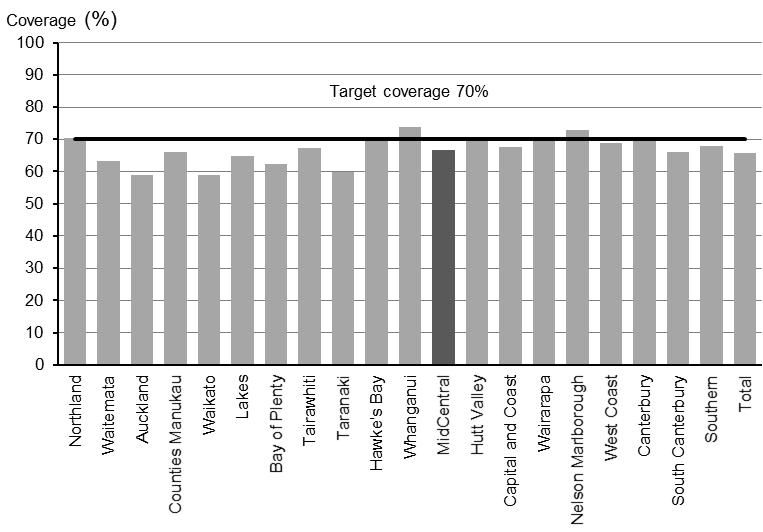 Coverage (%)
100
90
80
70
60
50
40
30
20
10
0
Target coverage 70%
Northland
Waitemata
Auckland
Counties Manukau
Waikato
Lakes
Bay of Plenty
Tairawhiti
Taranaki
Hawke's Bay
Whanganui
MidCentral
Hutt Valley
Capital and Coast
Wairarapa
Nelson Marlborough
West Coast
Canterbury
South Canterbury
Southern
Total